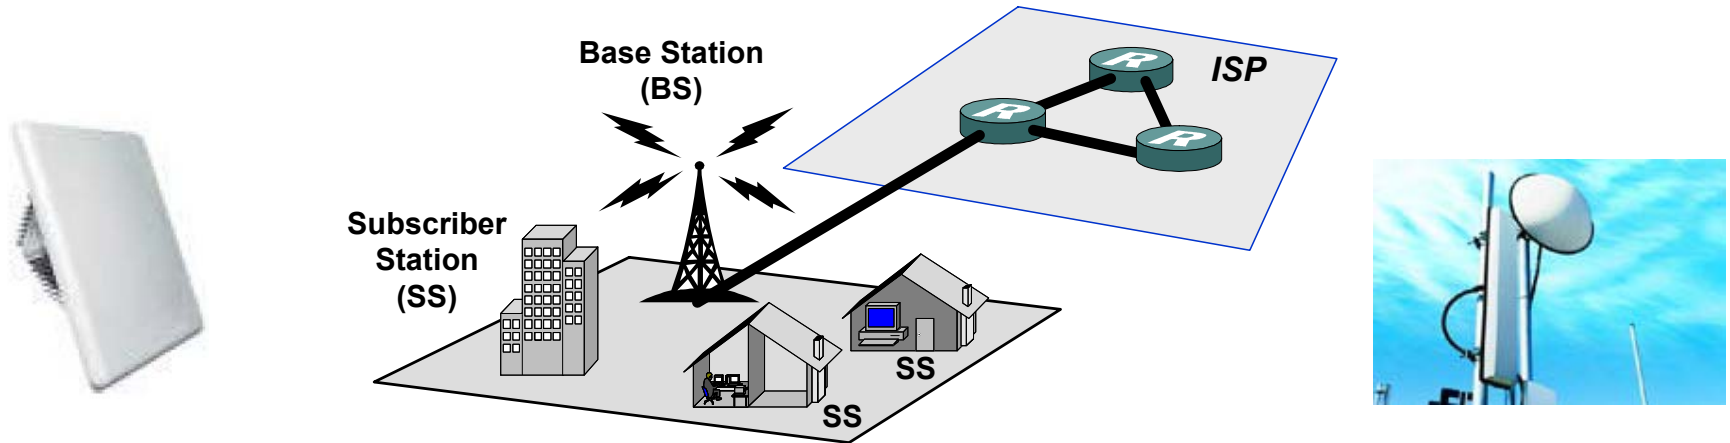 Base Station
(BS)
ISP
R
R
R
Subscriber
Station
(SS)
SS
SS